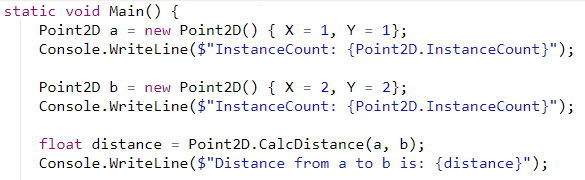 static void Main() {
    Point2D a = new Point2D() { X = 1, Y = 1};
    Console.WriteLine($"InstanceCount: {Point2D.InstanceCount}");

    Point2D b = new Point2D() { X = 2, Y = 2};
    Console.WriteLine($"InstanceCount: {Point2D.InstanceCount}");

    float distance = Point2D.CalcDistance(a, b);
    Console.WriteLine($"Distance from a to b is: {distance}");